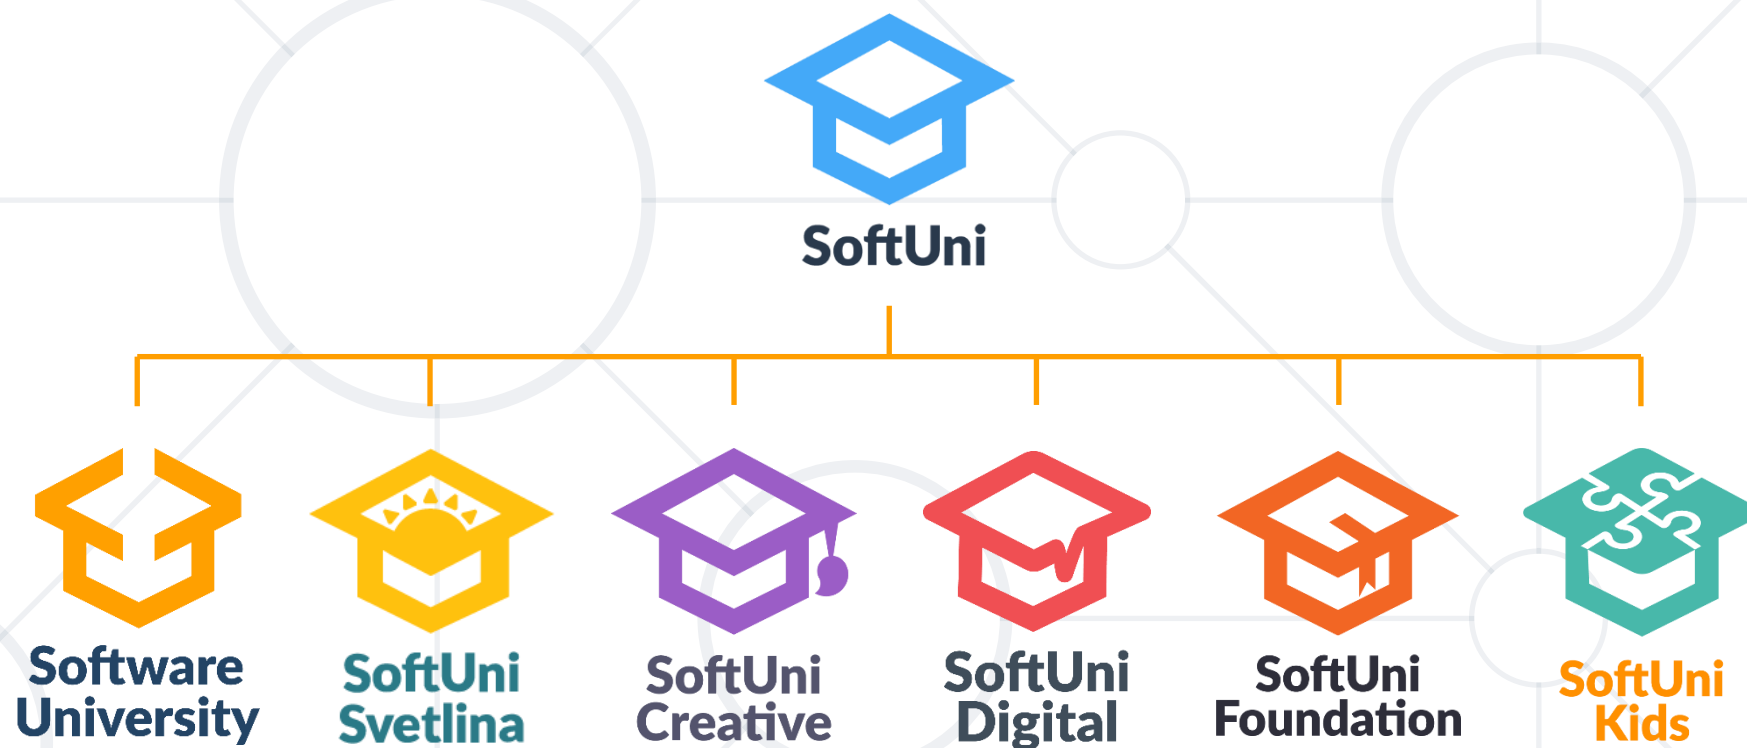 SoftUni
Software
University
SoftUni
Svetlina
SoftUni
Creative
SoftUni
Digital
SoftUni
Foundation
SoftUni
Kids